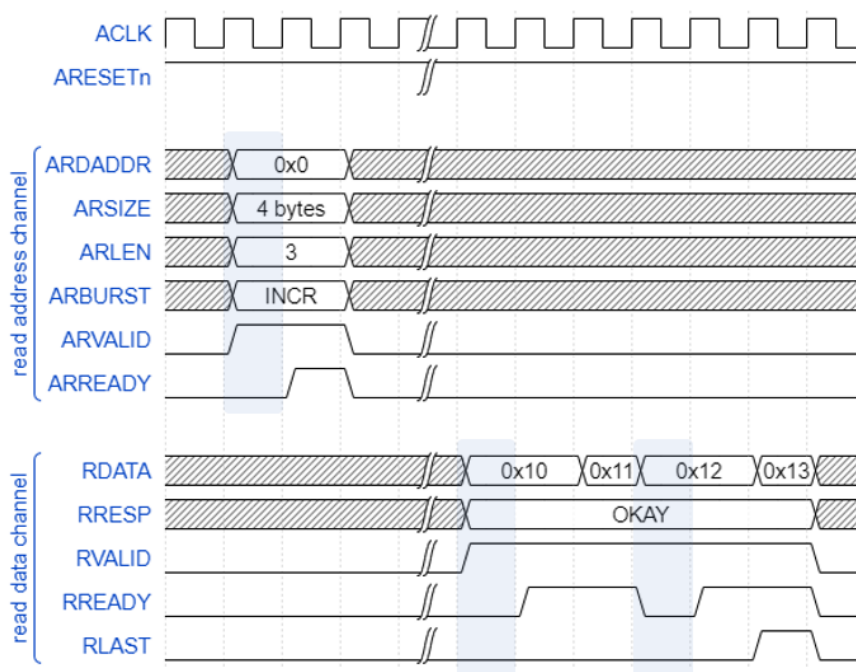 ACLK
ARESETn
read address channel
ARDADDR 0x0
ARSIZE 4 bytes
ARLEN 3
ARBURST INCR
ARVALID
ARREADY
read data channel
RDATA 0x10 0x11 0x12 0x13
RRESP OKAY
RVALID
RREADY
RLAST